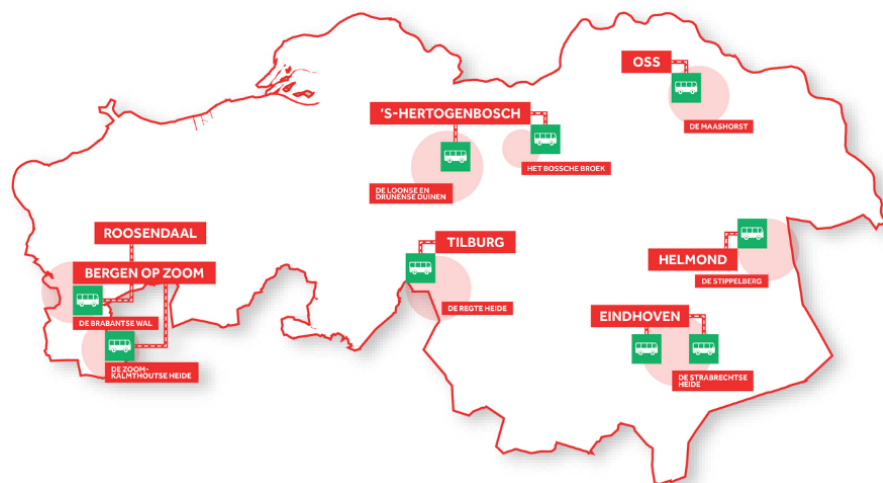 OSS
DE MAASHORST
'S-HERTOGENBOSCH
HET BOSSCHE BROEK
DE LOONSE EN
DRUNENSE DUINEN
ROOSENDAAL
BERGEN OP ZOOM
DE BRABANTSE WAL
DE ZOOM-
KALMTHOUTSE HEIDE
TILBURG
DE REGTE HEIDE
HELMOND
DE STIPPELBERG
EINDHOVEN
DE STRABRECHTSE
HEIDE